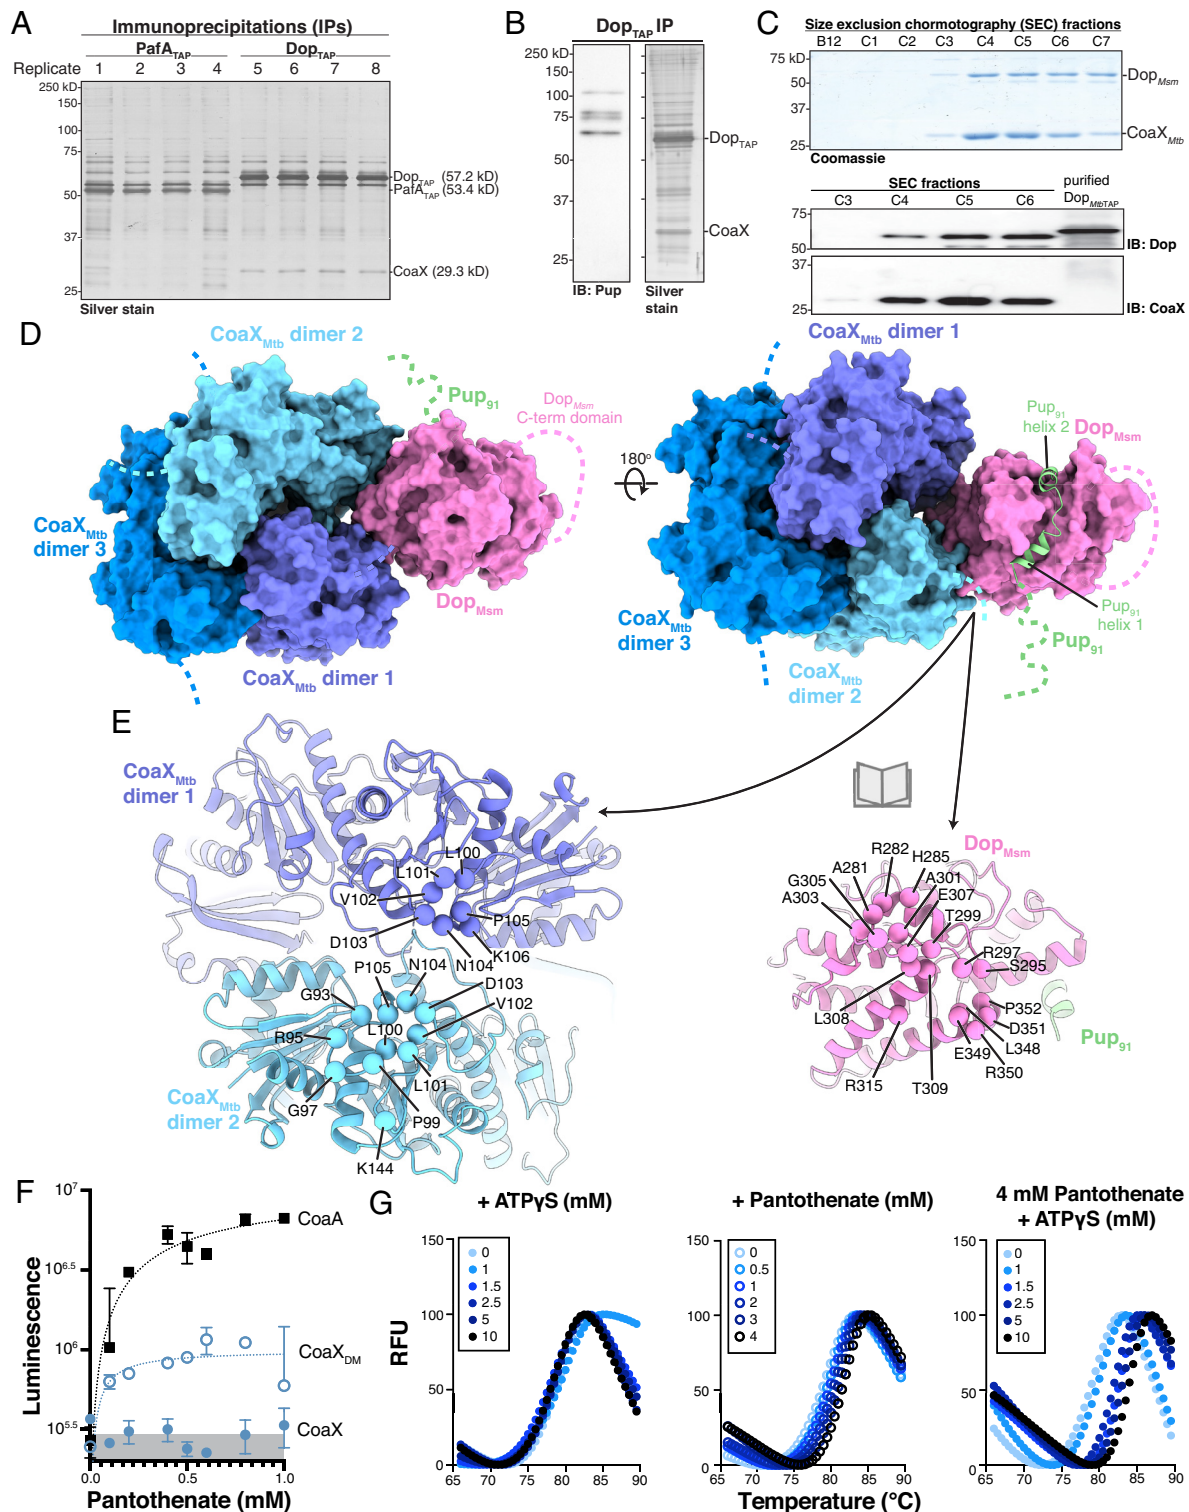 A
Immunoprecipitations (IPs)
PafA_TAP Dop_TAP
Replicate 1 2 3 4 5 6 7 8
250 kD
150
100
75
50
37
25
Dop_TAP (57.2 kD)
PafA_TAP (53.4 kD)
CoaX (29.3 kD)
Silver stain
B
Dop_TAP IP
250 kD
150
100
75
50
37
25
Dop_TAP
CoaX
IB: Pup
Silver
stain
C
Size exclusion chormotography (SEC) fractions
B12 C1 C2 C3 C4 C5 C6 C7
75 kD
50
37
25
Dop_Msm
CoaX_Mtb
Coomassie
SEC fractions
C3 C4 C5 C6
purified
Dop_MtbTAP
75
50
IB: Dop
37
25
IB: CoaX
D
CoaX_Mtb dimer 2
Pup_91
Dop_Msm
C-term domain
CoaX_Mtb
dimer 3
Dop_Msm
CoaX_Mtb dimer 1
180°
CoaX_Mtb dimer 1
Pup_91
helix 2
Dop_Msm
CoaX_Mtb
dimer 3
CoaX_Mtb
dimer 2
Pup_91
helix 1
Pup_91
E
CoaX_Mtb
dimer 1
L100
L101
V102
P105
D103
K106
N104
P105
N104
D103
G93
V102
L100
R95
L101
G97
P99
K144
CoaX_Mtb
dimer 2
Dop_Msm
R282
H285
A281
A301
G305
E307
A303
T299
R297
S295
L308
P352
D351
L348
E349
R350
R315
T309
Pup_91
F
Luminescence
10^7
10^6.5
10^6
10^5.5
CoaA
CoaX_DM
CoaX
0.0 0.5 1.0
Pantothenate (mM)
G
+ ATPγS (mM)
+ Pantothenate (mM)
4 mM Pantothenate
+ ATPγS (mM)
RFU
150
100
50
0
0
1
1.5
2.5
5
10
65 70 75 80 85 90
150
100
50
0
0
0.5
1
2
3
4
65 70 75 80 85 90
150
100
50
0
0
1
1.5
2.5
5
10
65 70 75 80 85 90
Temperature (°C)